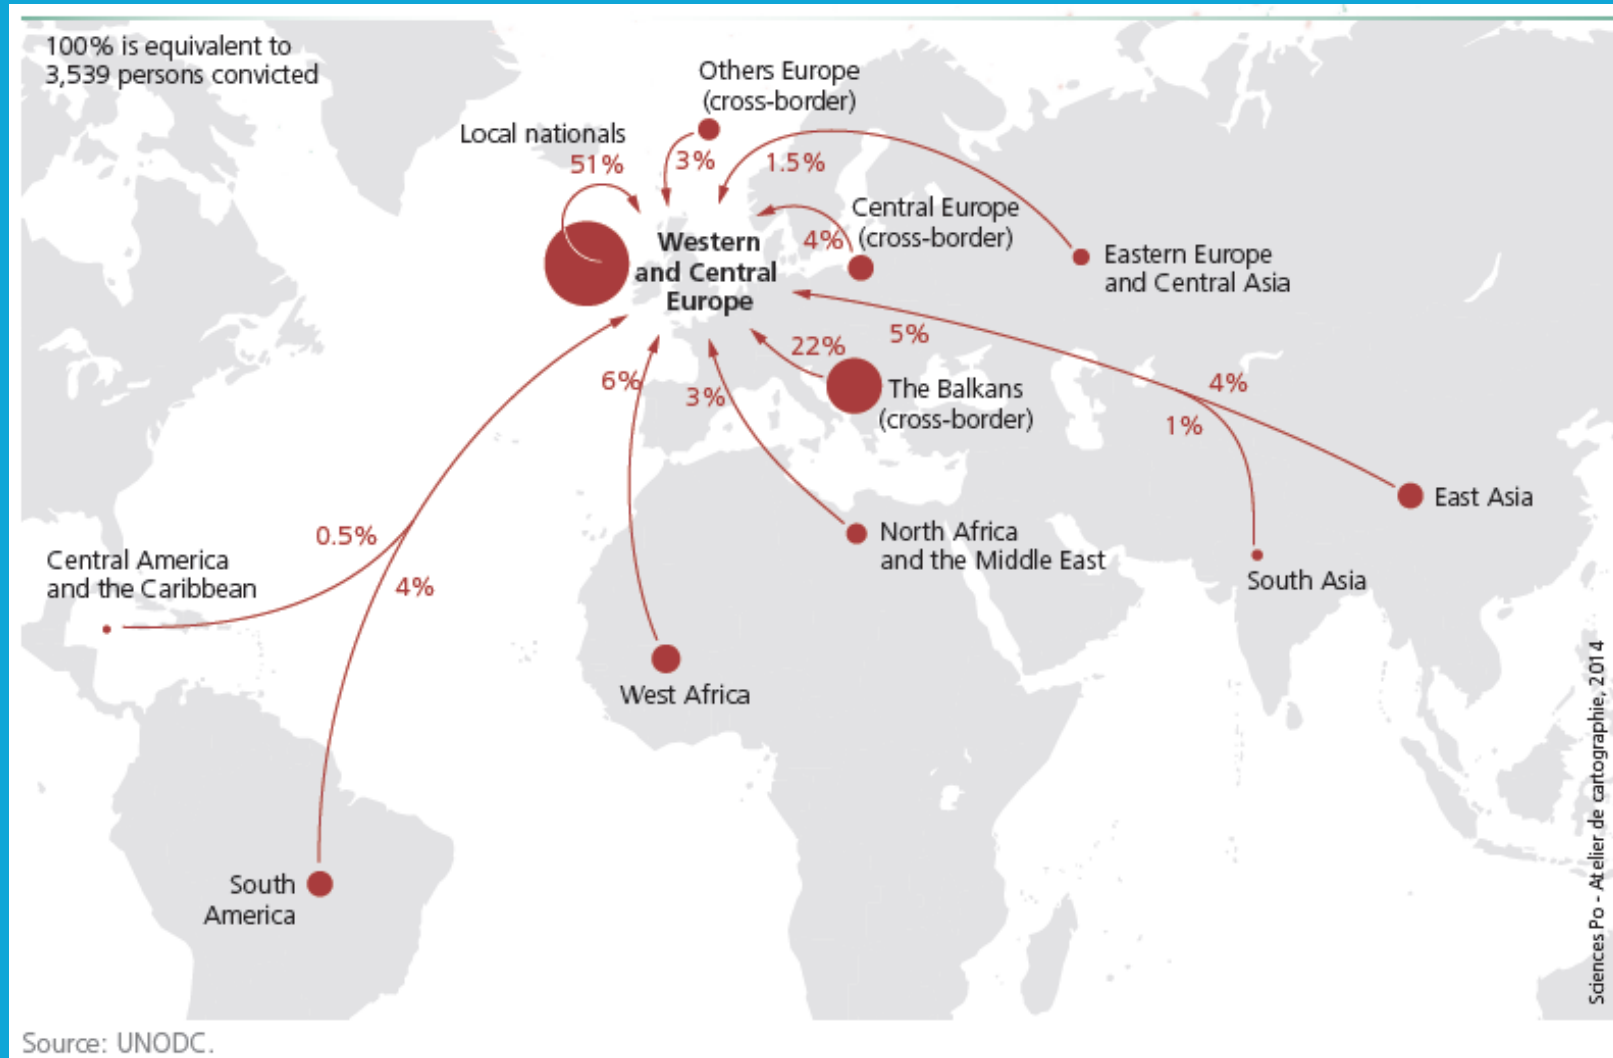 100% is equivalent to
3,539 persons convicted
Others Europe
(cross-border)
Local nationals
51%
3%
1.5%
Central Europe
(cross-border)
4%
Western
and Central
Europe
Eastern Europe
and Central Asia
5%
22%
The Balkans
(cross-border)
4%
1%
6%
3%
East Asia
North Africa
and the Middle East
South Asia
0.5%
Central America
and the Caribbean
4%
West Africa
South
America
Sciences Po - Atelier de cartographie, 2014
Source: UNODC.